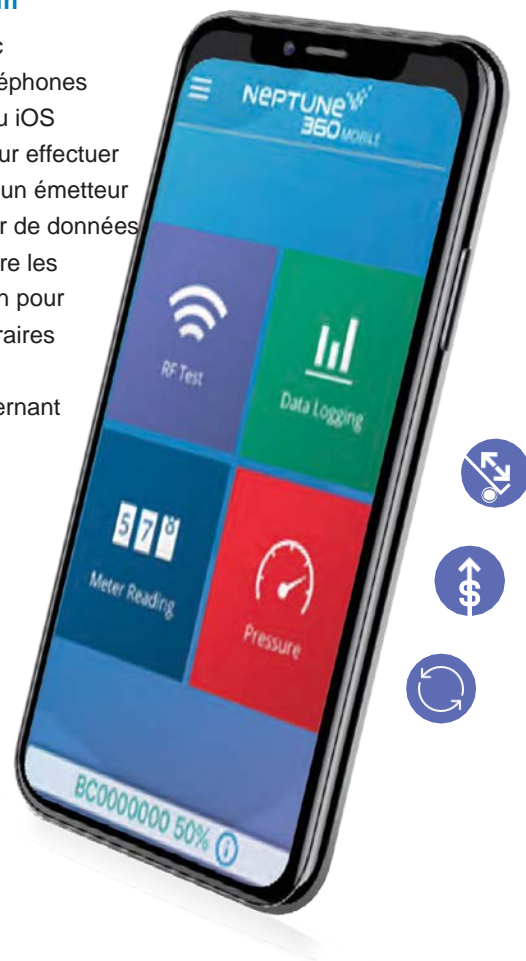 éphones
u iOS
ur effectuer
un émetteur
r de données
re les
n pour
raires
ernant
NEPTUNE
360 MOBILE
RF Test
Data Logging
5 7 8
Meter Reading
Pressure
BC0000000 50%
$